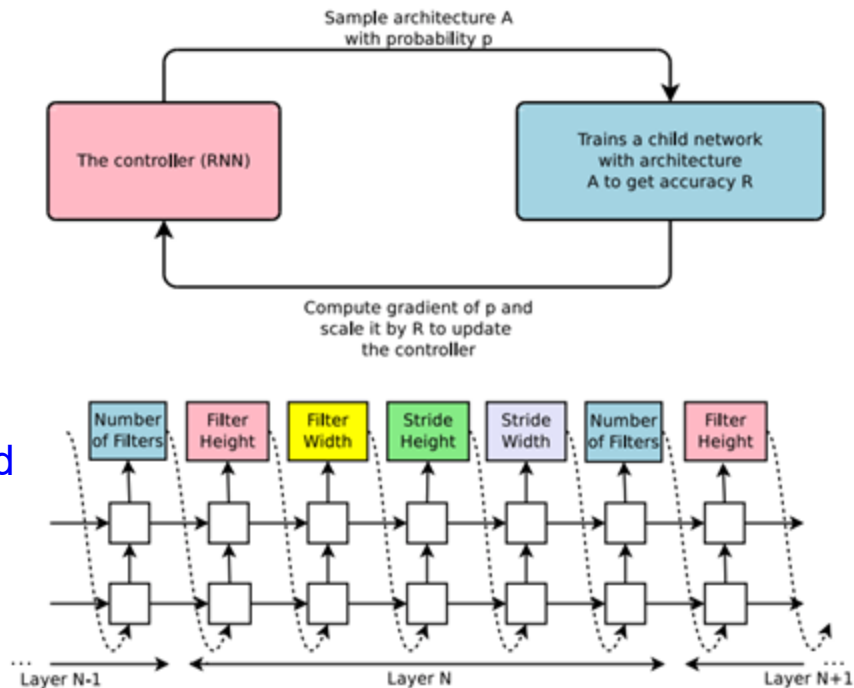 Sample architecture A
with probability p
The controller (RNN)
Trains a child network
with architecture
A to get accuracy R
Compute gradient of p and
scale it by R to update
the controller
Number
of Filters
Filter
Height
Filter
Width
Stride
Height
Stride
Width
Number
of Filters
Filter
Height
d
...
Layer N-1
Layer N
...
Layer N+1